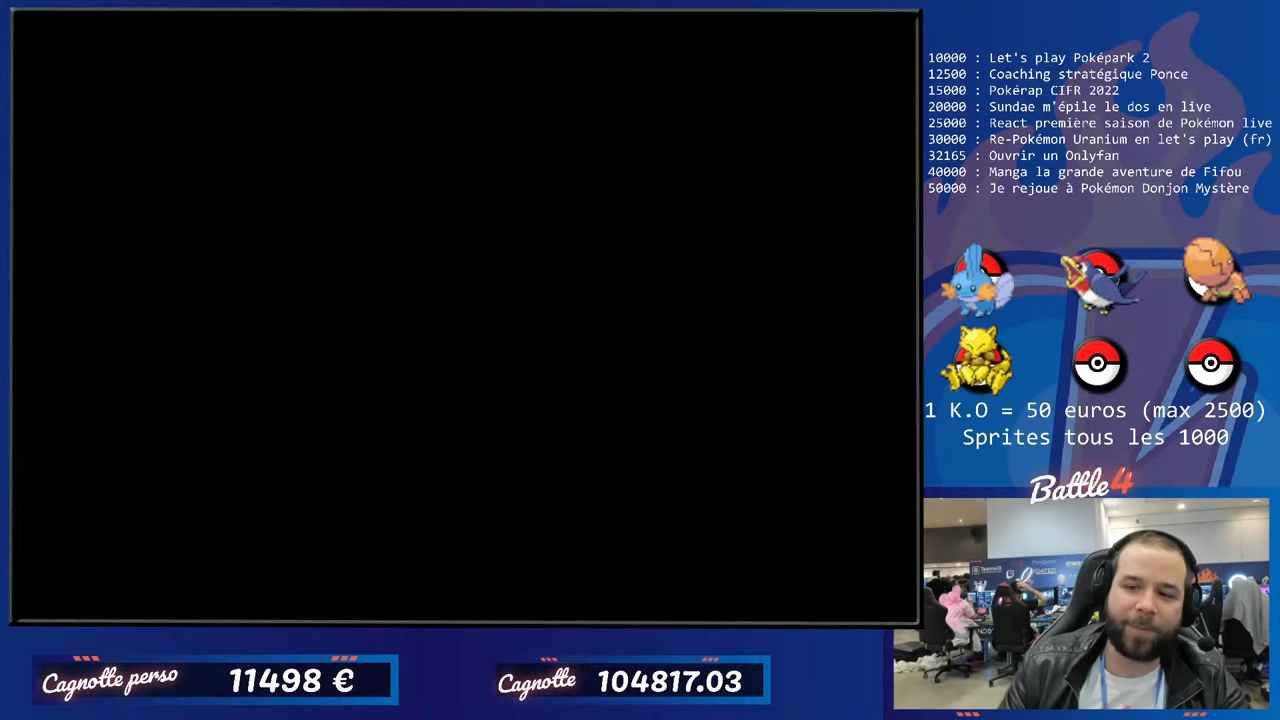 10000 : Let's play Poképark 2
12500 : Coaching stratégique Ponce
15000 : Pokérap CIFR 2022
20000 : Sundae m'épile le dos en live
25000 : React première saison de Pokémon live
30000 : Re-Pokémon Uranium en let's play (fr)
32165 : Ouvrir un Onlyfan
40000 : Manga la grande aventure de Fifou
50000 : Je rejoue à Pokémon Donjon Mystère
1 K.O = 50 euros (max 2500)
Sprites tous les 1000
Battle4
Cagnotte perso 11498 €
Cagnotte 104817.03